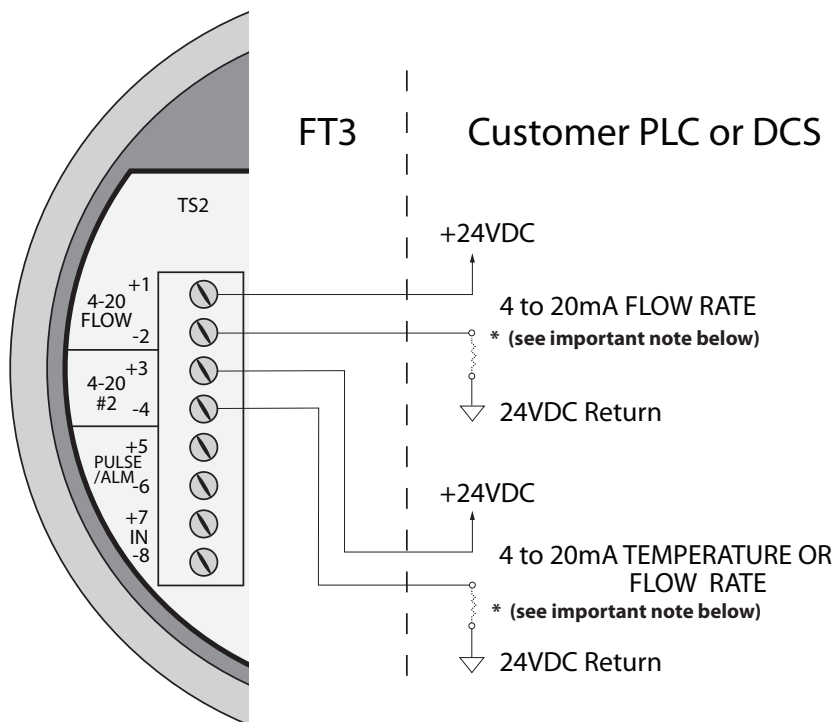 FT3
Customer PLC or DCS
TS2
+24VDC
+1
4-20
FLOW
-2
4 to 20mA FLOW RATE
* (see important note below)
+3
4-20
#2
-4
24VDC Return
+5
PULSE
/ALM
-6
+7
IN
-8
+24VDC
4 to 20mA TEMPERATURE OR
FLOW RATE
* (see important note below)
24VDC Return